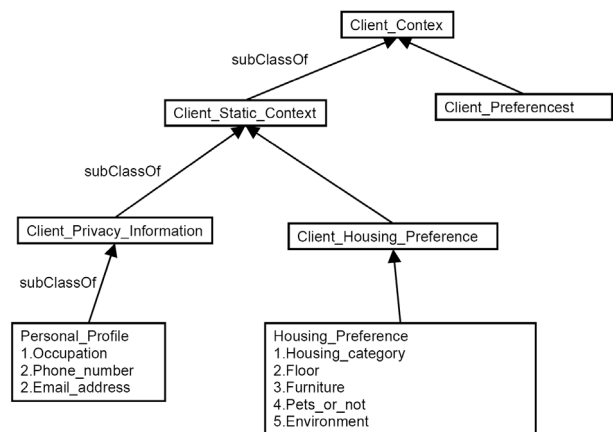 Client_Contex
subClassOf
Client_Static_Context
Client_Preferencest
subClassOf
Client_Privacy_Information
Client_Housing_Preference
subClassOf
Personal_Profile
1.Occupation
2.Phone_number
2.Email_address
Housing_Preference
1.Housing_category
2.Floor
3.Furniture
4.Pets_or_not
5.Environment